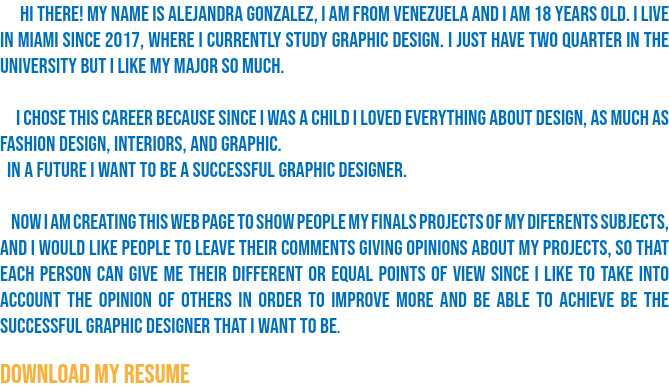 HI THERE! MY NAME IS ALEJANDRA GONZALEZ, I AM FROM VENEZUELA AND I AM 18 YEARS OLD. I LIVE
IN MIAMI SINCE 2017, WHERE I CURRENTLY STUDY GRAPHIC DESIGN. I JUST HAVE TWO QUARTER IN THE
UNIVERSITY BUT I LIKE MY MAJOR SO MUCH.
I CHOSE THIS CAREER BECAUSE SINCE I WAS A CHILD I LOVED EVERYTHING ABOUT DESIGN, AS MUCH AS
FASHION DESIGN, INTERIORS, AND GRAPHIC.
IN A FUTURE I WANT TO BE A SUCCESSFUL GRAPHIC DESIGNER.
NOW I AM CREATING THIS WEB PAGE TO SHOW PEOPLE MY FINALS PROJECTS OF MY DIFERENTS SUBJECTS,
AND I WOULD LIKE PEOPLE TO LEAVE THEIR COMMENTS GIVING OPINIONS ABOUT MY PROJECTS, SO THAT
EACH PERSON CAN GIVE ME THEIR DIFFERENT OR EQUAL POINTS OF VIEW SINCE I LIKE TO TAKE INTO
ACCOUNT THE OPINION OF OTHERS IN ORDER TO IMPROVE MORE AND BE ABLE TO ACHIEVE BE THE
SUCCESSFUL GRAPHIC DESIGNER THAT I WANT TO BE.
DOWNLOAD MY RESUME